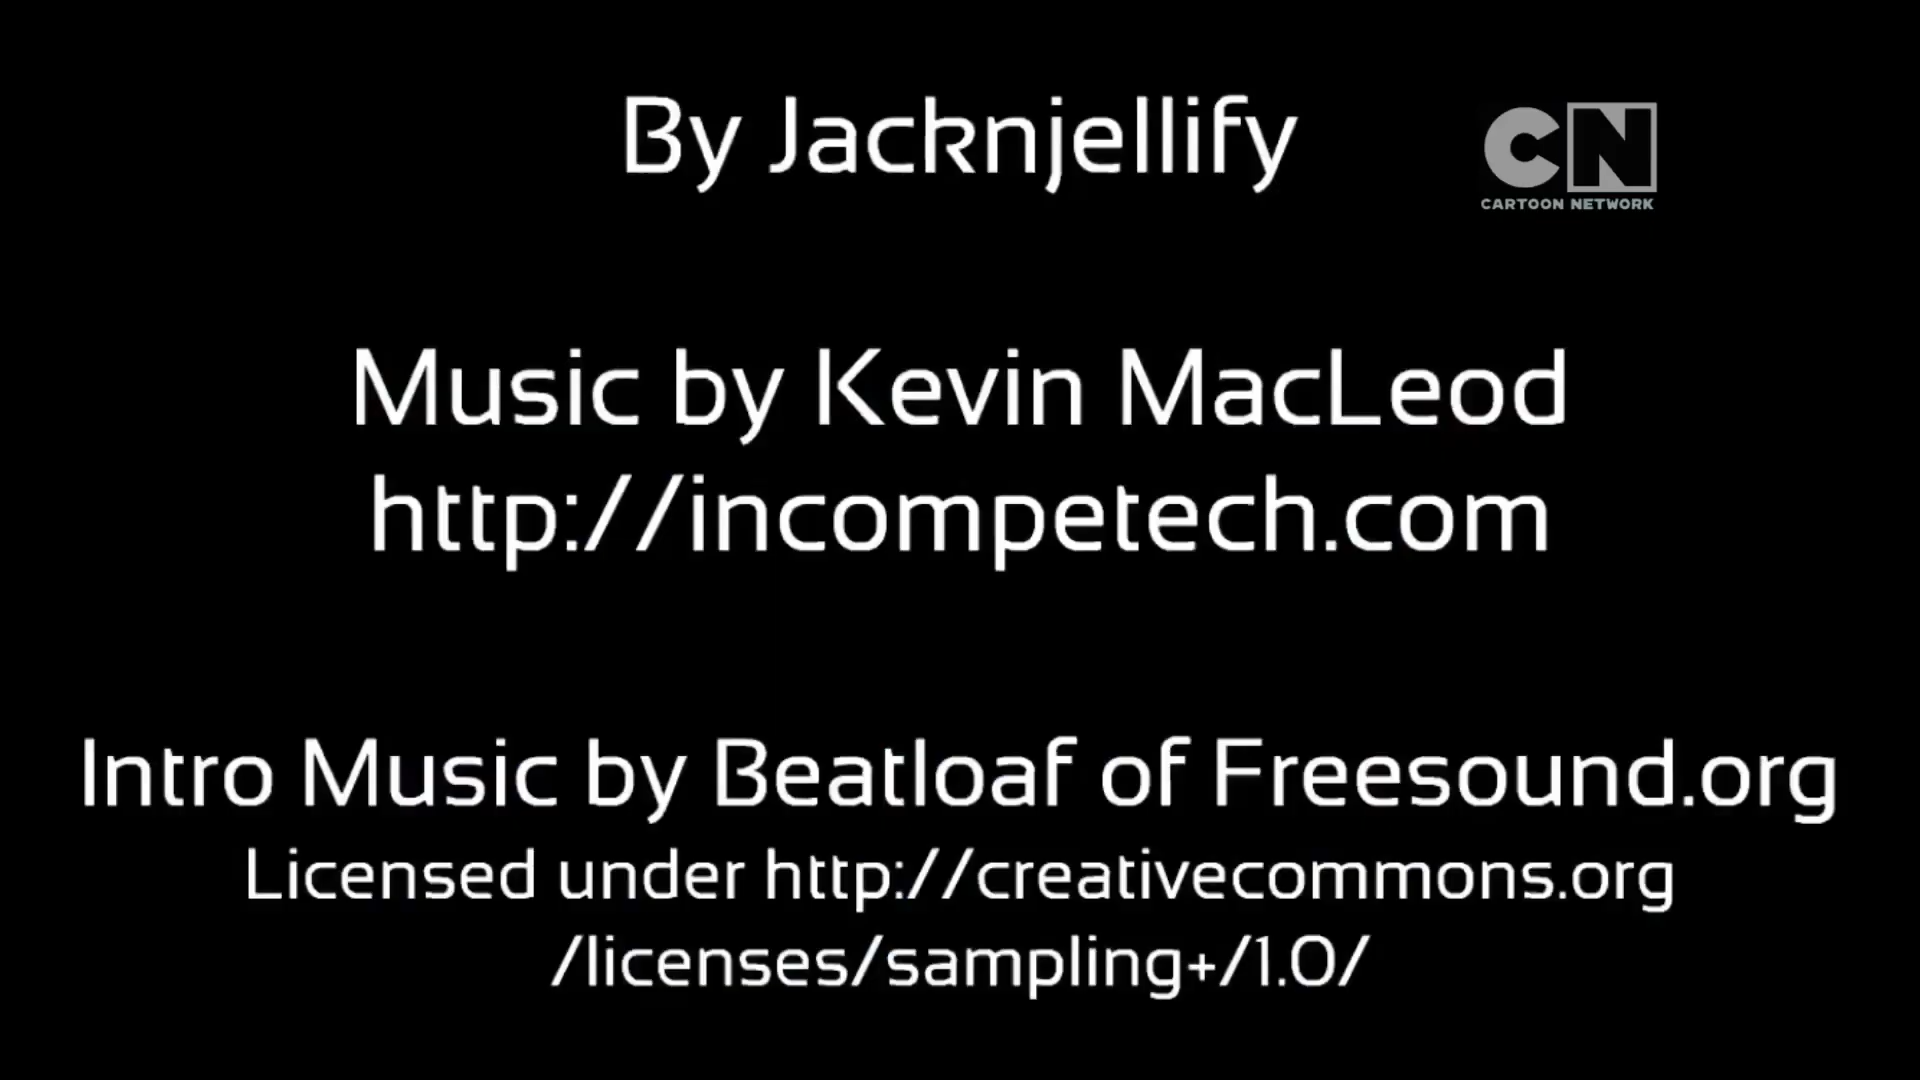 By Jacknjellify
CN
CARTOON NETWORK
Music by Kevin MacLeod
http://incompetech.com
Intro Music by Beatloaf of Freesound.org
Licensed under http://creativecommons.org
/licenses/sampling+/1.0/